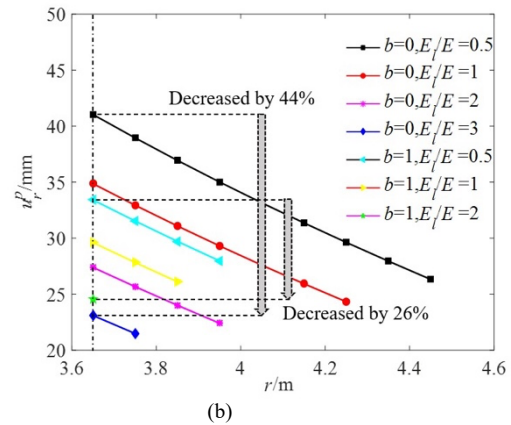 50
45
40
35
30
25
20
u_r^p/mm
3.6 3.8 4 4.2 4.4 4.6
r/m
b=0,E_l/E=0.5
b=0,E_l/E=1
b=0,E_l/E=2
b=0,E_l/E=3
b=1,E_l/E=0.5
b=1,E_l/E=1
b=1,E_l/E=2
Decreased by 44%
Decreased by 26%
(b)